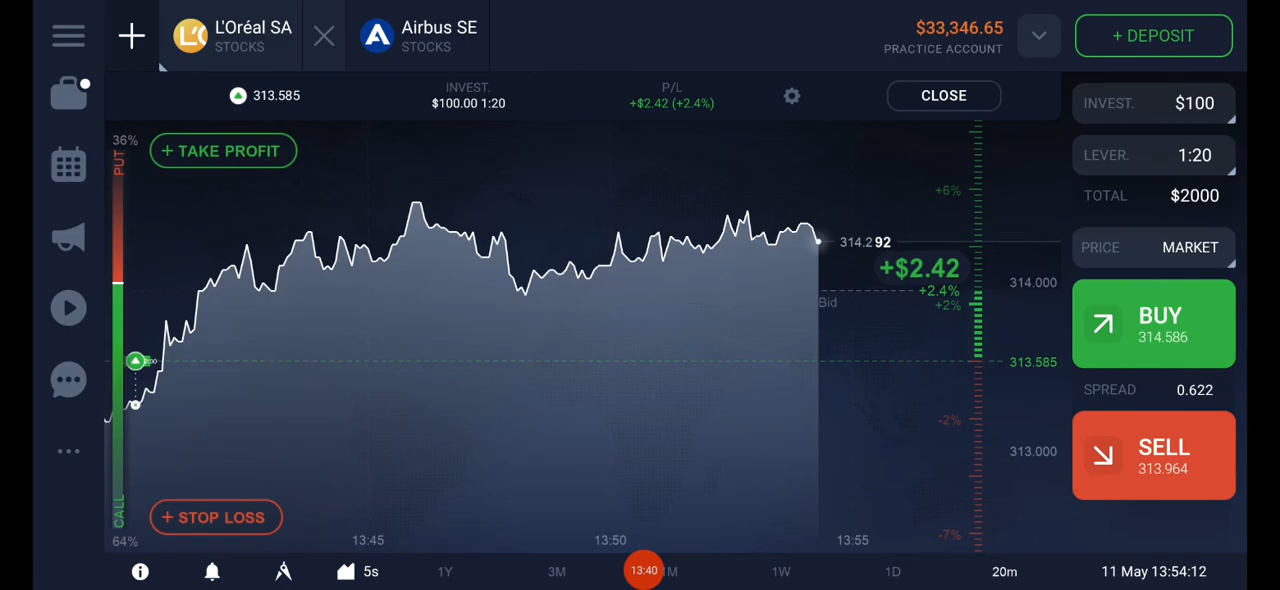 L'Oréal SA
STOCKS
Airbus SE
STOCKS
$33,346.65
PRACTICE ACCOUNT
+ DEPOSIT
313.585
INVEST.
$100.00 1:20
P/L
+$2.42 (+2.4%)
CLOSE
INVEST. $100
LEVER. 1:20
TOTAL $2000
PRICE MARKET
BUY
314.586
SPREAD 0.622
SELL
313.964
36%
PUT
+ TAKE PROFIT
+6%
314.292
+$2.42
+2.4%
+2%
Bid
314.000
313.585
-2%
313.000
-7%
CALL
+ STOP LOSS
64%
13:45
13:50
13:55
5s
1Y
3M
13:40
1W
1D
20m
11 May 13:54:12